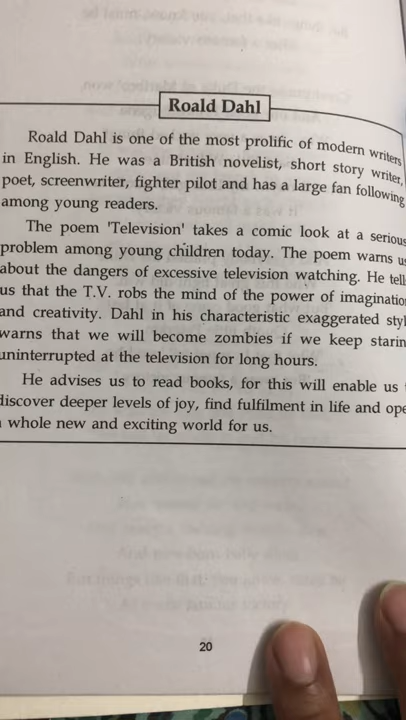 Roald Dahl
Roald Dahl is one of the most prolific of modern writers
in English. He was a British novelist, short story writer,
poet, screenwriter, fighter pilot and has a large fan following
among young readers.
The poem 'Television' takes a comic look at a serious
problem among young children today. The poem warns us
about the dangers of excessive television watching. He tell
us that the T.V. robs the mind of the power of imagination
and creativity. Dahl in his characteristic exaggerated styl
warns that we will become zombies if we keep starin
uninterrupted at the television for long hours.
He advises us to read books, for this will enable us
discover deeper levels of joy, find fulfilment in life and ope
whole new and exciting world for us.
20